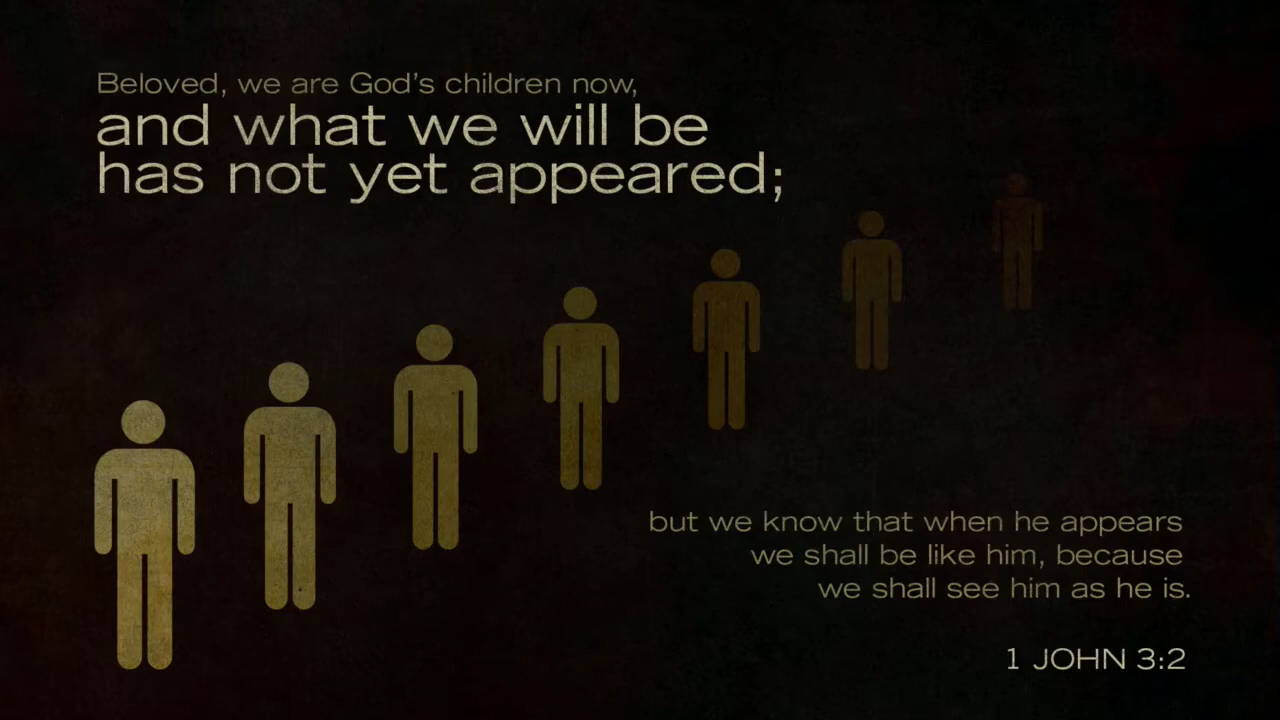 Beloved, we are God's children now,
and what we will be
has not yet appeared;
but we know that when he appears
we shall be like him, because
we shall see him as he is.
1 JOHN 3:2